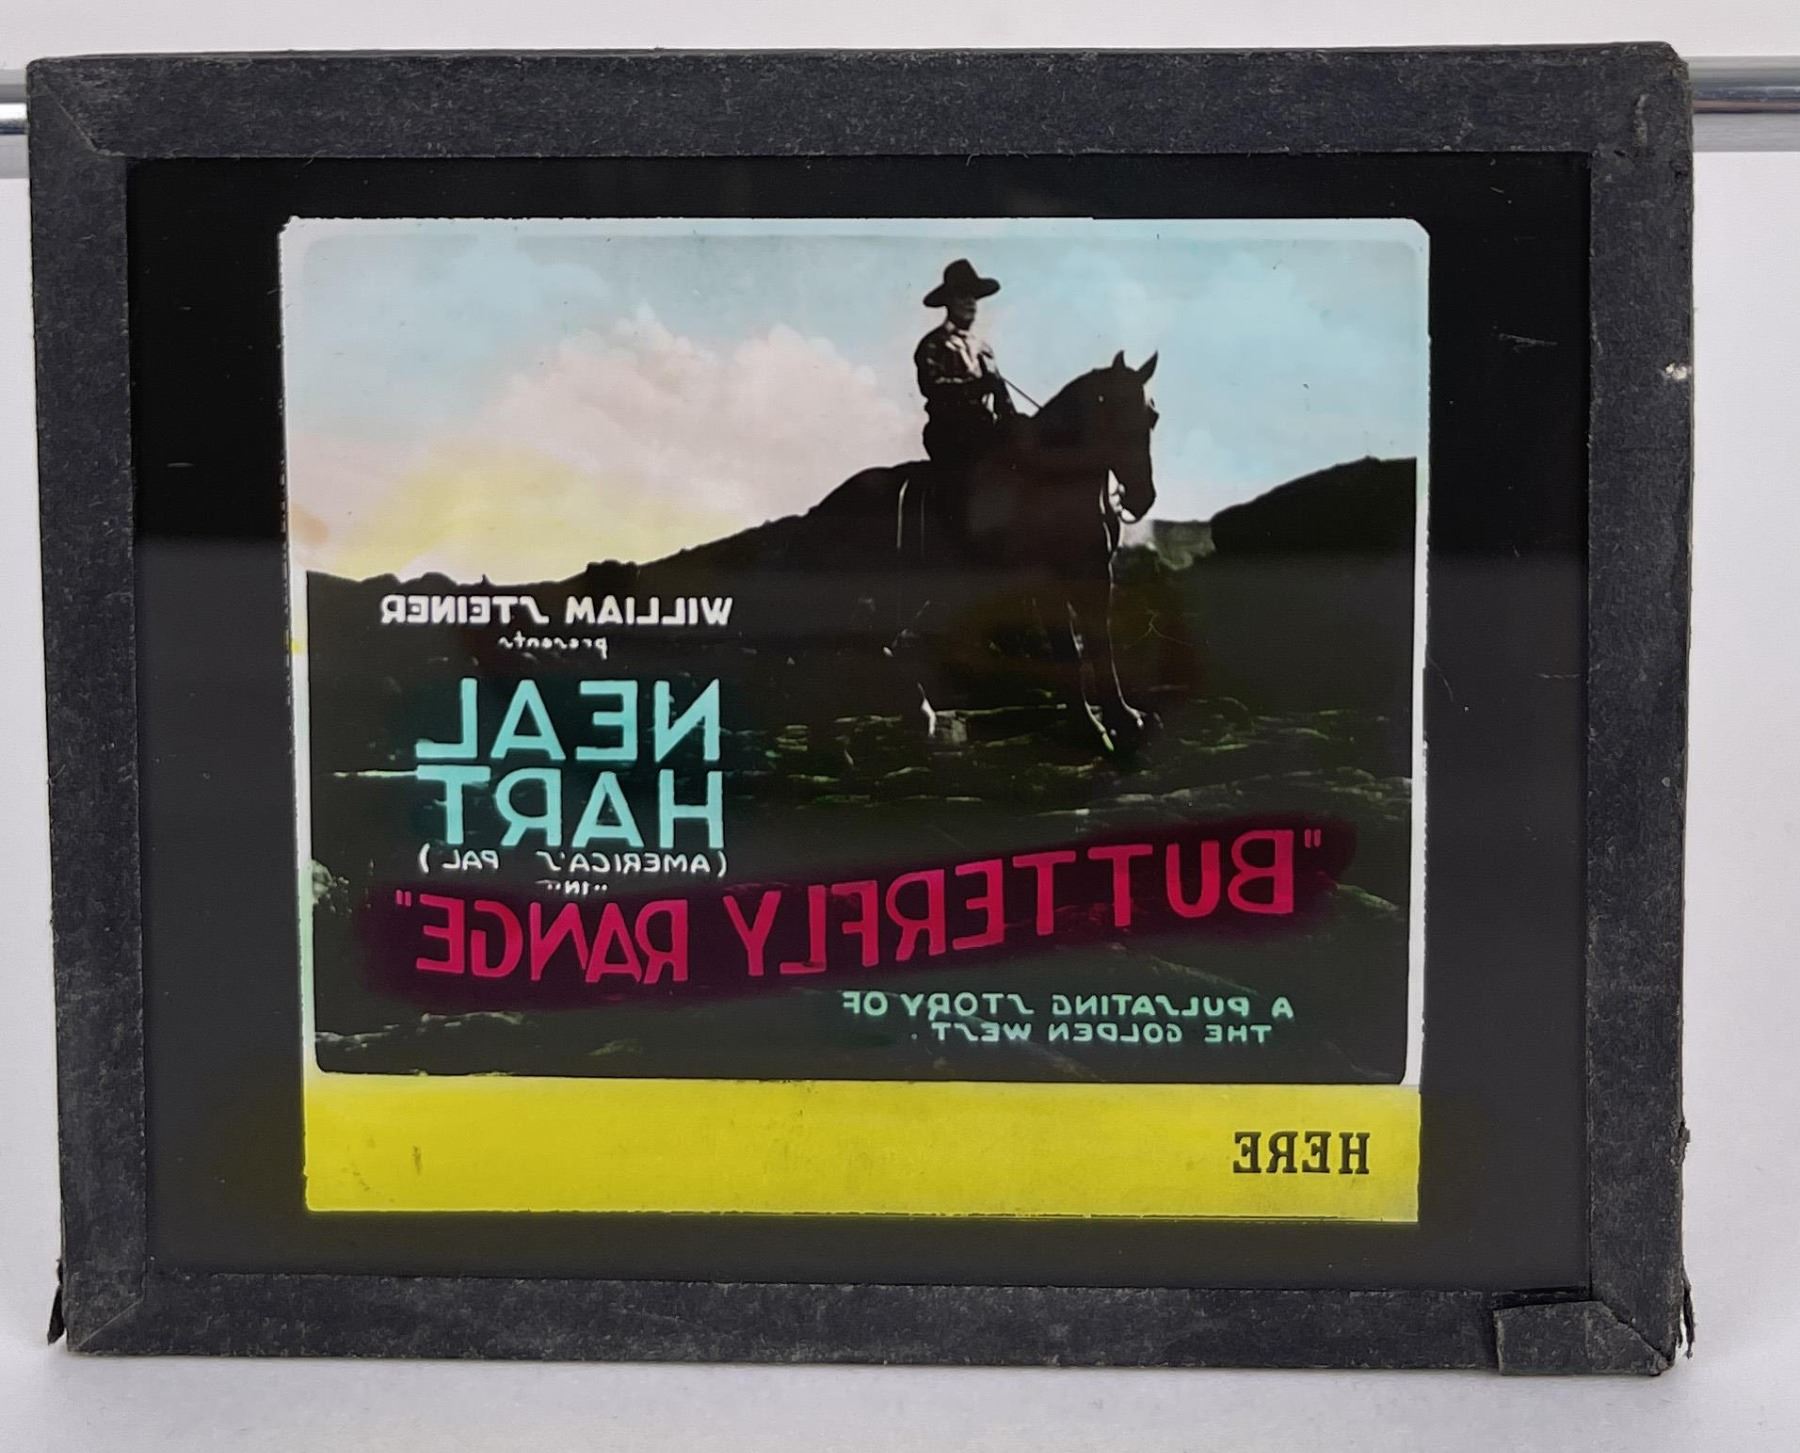 WILLIAM STEINER
presents
NEAL
HART
(AMERICA'S PAL)
"IN"
"BUTTERFLY RANGE"
A PULSATING STORY OF
THE GOLDEN WEST.
HERE